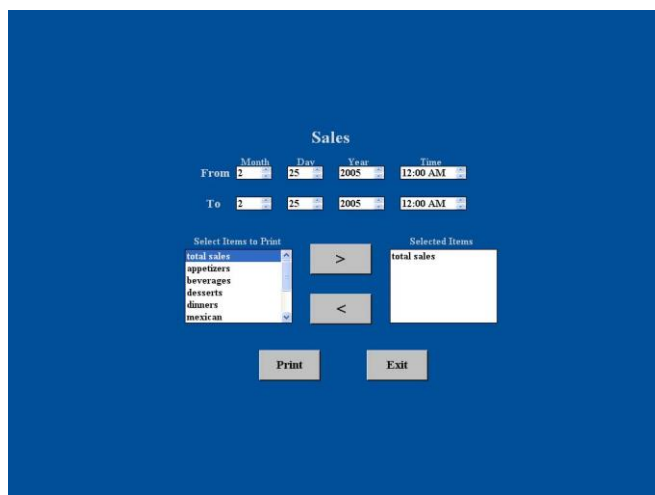 Sales
Month Day Year Time
From 2 25 2005 12:00 AM
To 2 25 2005 12:00 AM
Select Items to Print
Selected Items
total sales
appetizers
beverages
desserts
dinners
mexican
>
<
total sales
Print Exit